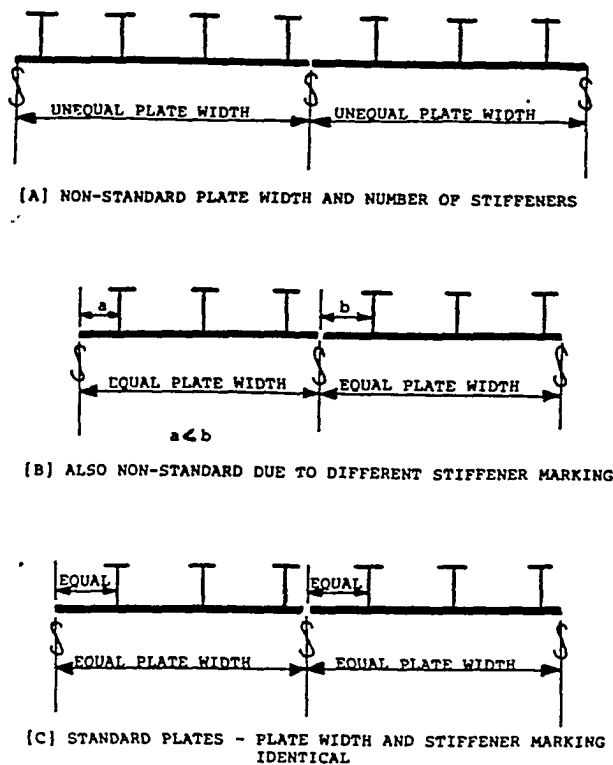 UNEQUAL PLATE WIDTH UNEQUAL PLATE WIDTH
[A] NON-STANDARD PLATE WIDTH AND NUMBER OF STIFFENERS
a b
EQUAL PLATE WIDTH EQUAL PLATE WIDTH
a<b
[B] ALSO NON-STANDARD DUE TO DIFFERENT STIFFENER MARKING
EQUAL EQUAL
EQUAL PLATE WIDTH EQUAL PLATE WIDTH
[C] STANDARD PLATES - PLATE WIDTH AND STIFFENER MARKING
IDENTICAL